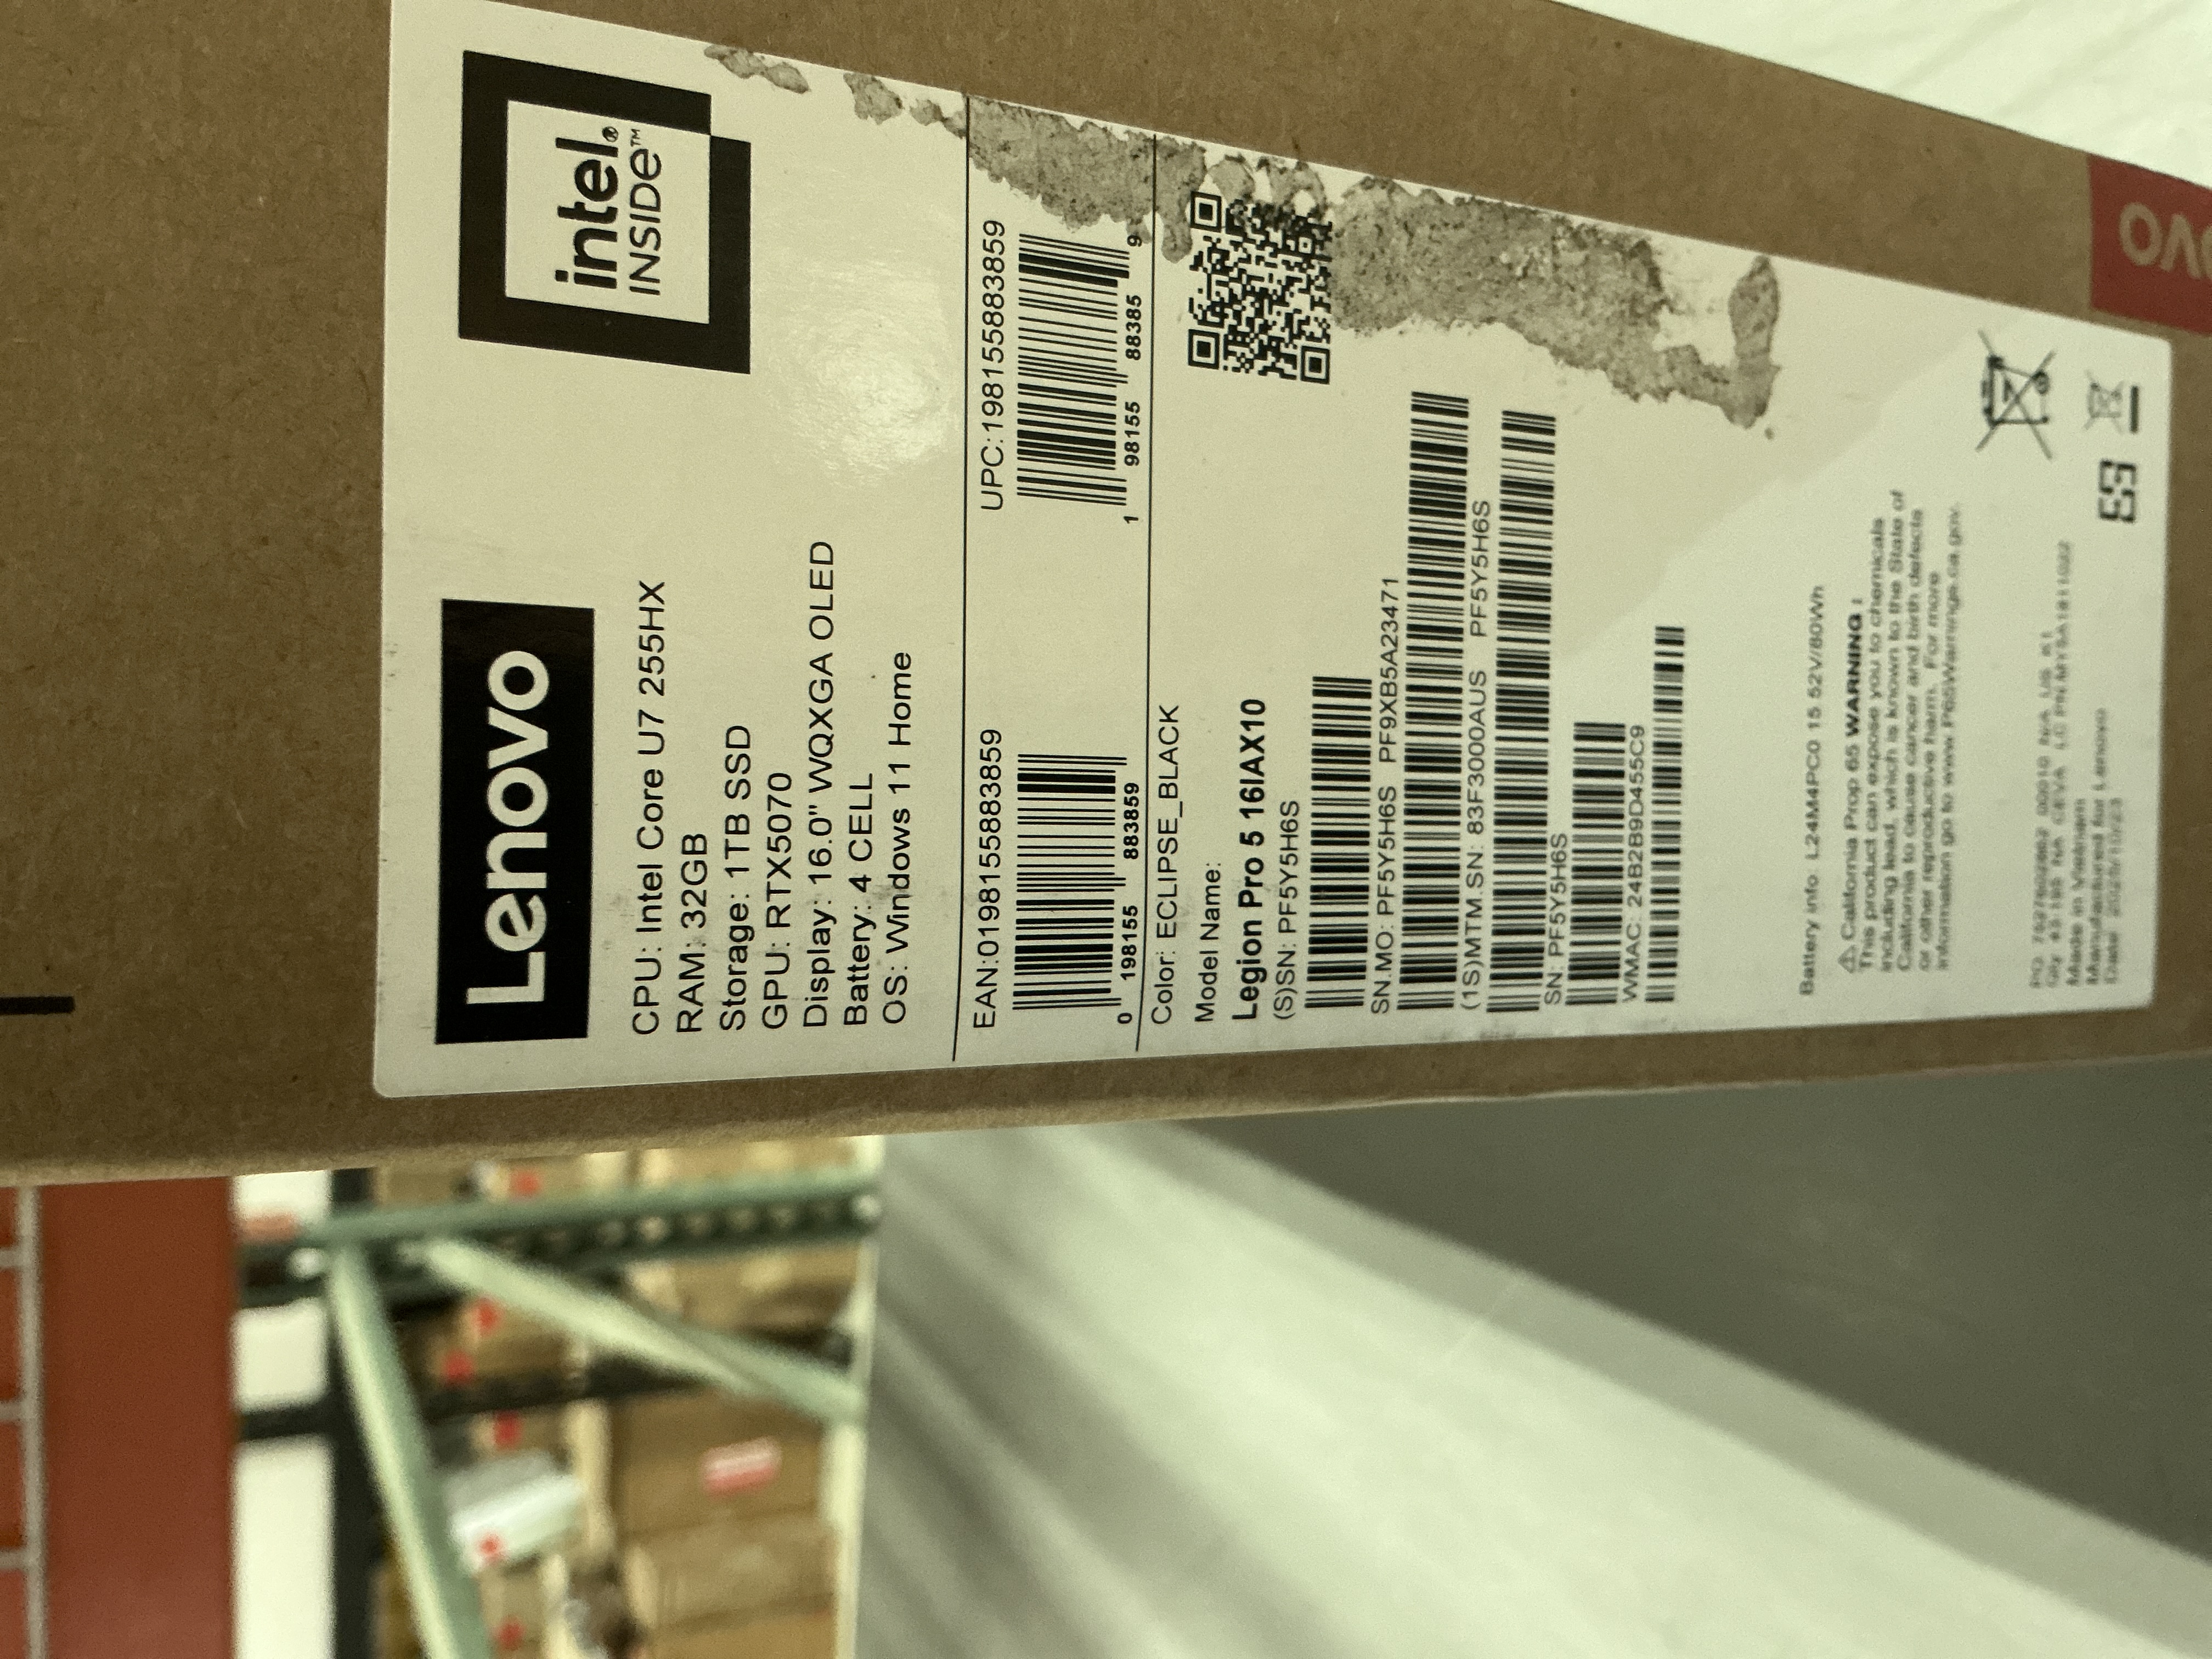 Lenovo
intel®
INSIDE™
CPU: Intel Core U7 255HX
RAM: 32GB
Storage: 1TB SSD
GPU: RTX5070
Display: 16.0" WQXGA OLED
Battery: 4 CELL
OS: Windows 11 Home
EAN:0198155883859
0 198155 883859
UPC:198155883859
1 98155 88385 9
Color: ECLIPSE_BLACK
Model Name:
Legion Pro 5 16IAX10
(S)SN: PF5Y5H6S
SN.MO: PF5Y5H6S PF9XB5A23471
(1S)MTM.SN: 83F3000AUS PF5Y5H6S
SN: PF5Y5H6S
WMAC: 24B2B9D455C9
Battery info L24M4PC0 15 52V/80Wh
⚠ California Prop 65 WARNING :
This product can expose you to chemicals
including lead, which is known to the State of
California to cause cancer and birth defects
or other reproductive harm. For more
information go to www.P65Warnings.ca.gov.
Made in Vietnam
Manufactured for Lenovo
Date
ovo